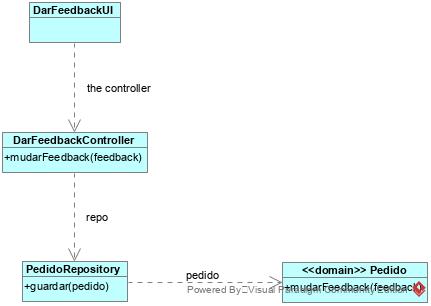 DarFeedbackUI
the controller
DarFeedbackController
+mudarFeedback(feedback)
repo
PedidoRepository
+guardar(pedido)
pedido
<<domain>> Pedido
+mudarFeedback(feedback)
Powered By Visual Paradigm Community Edition